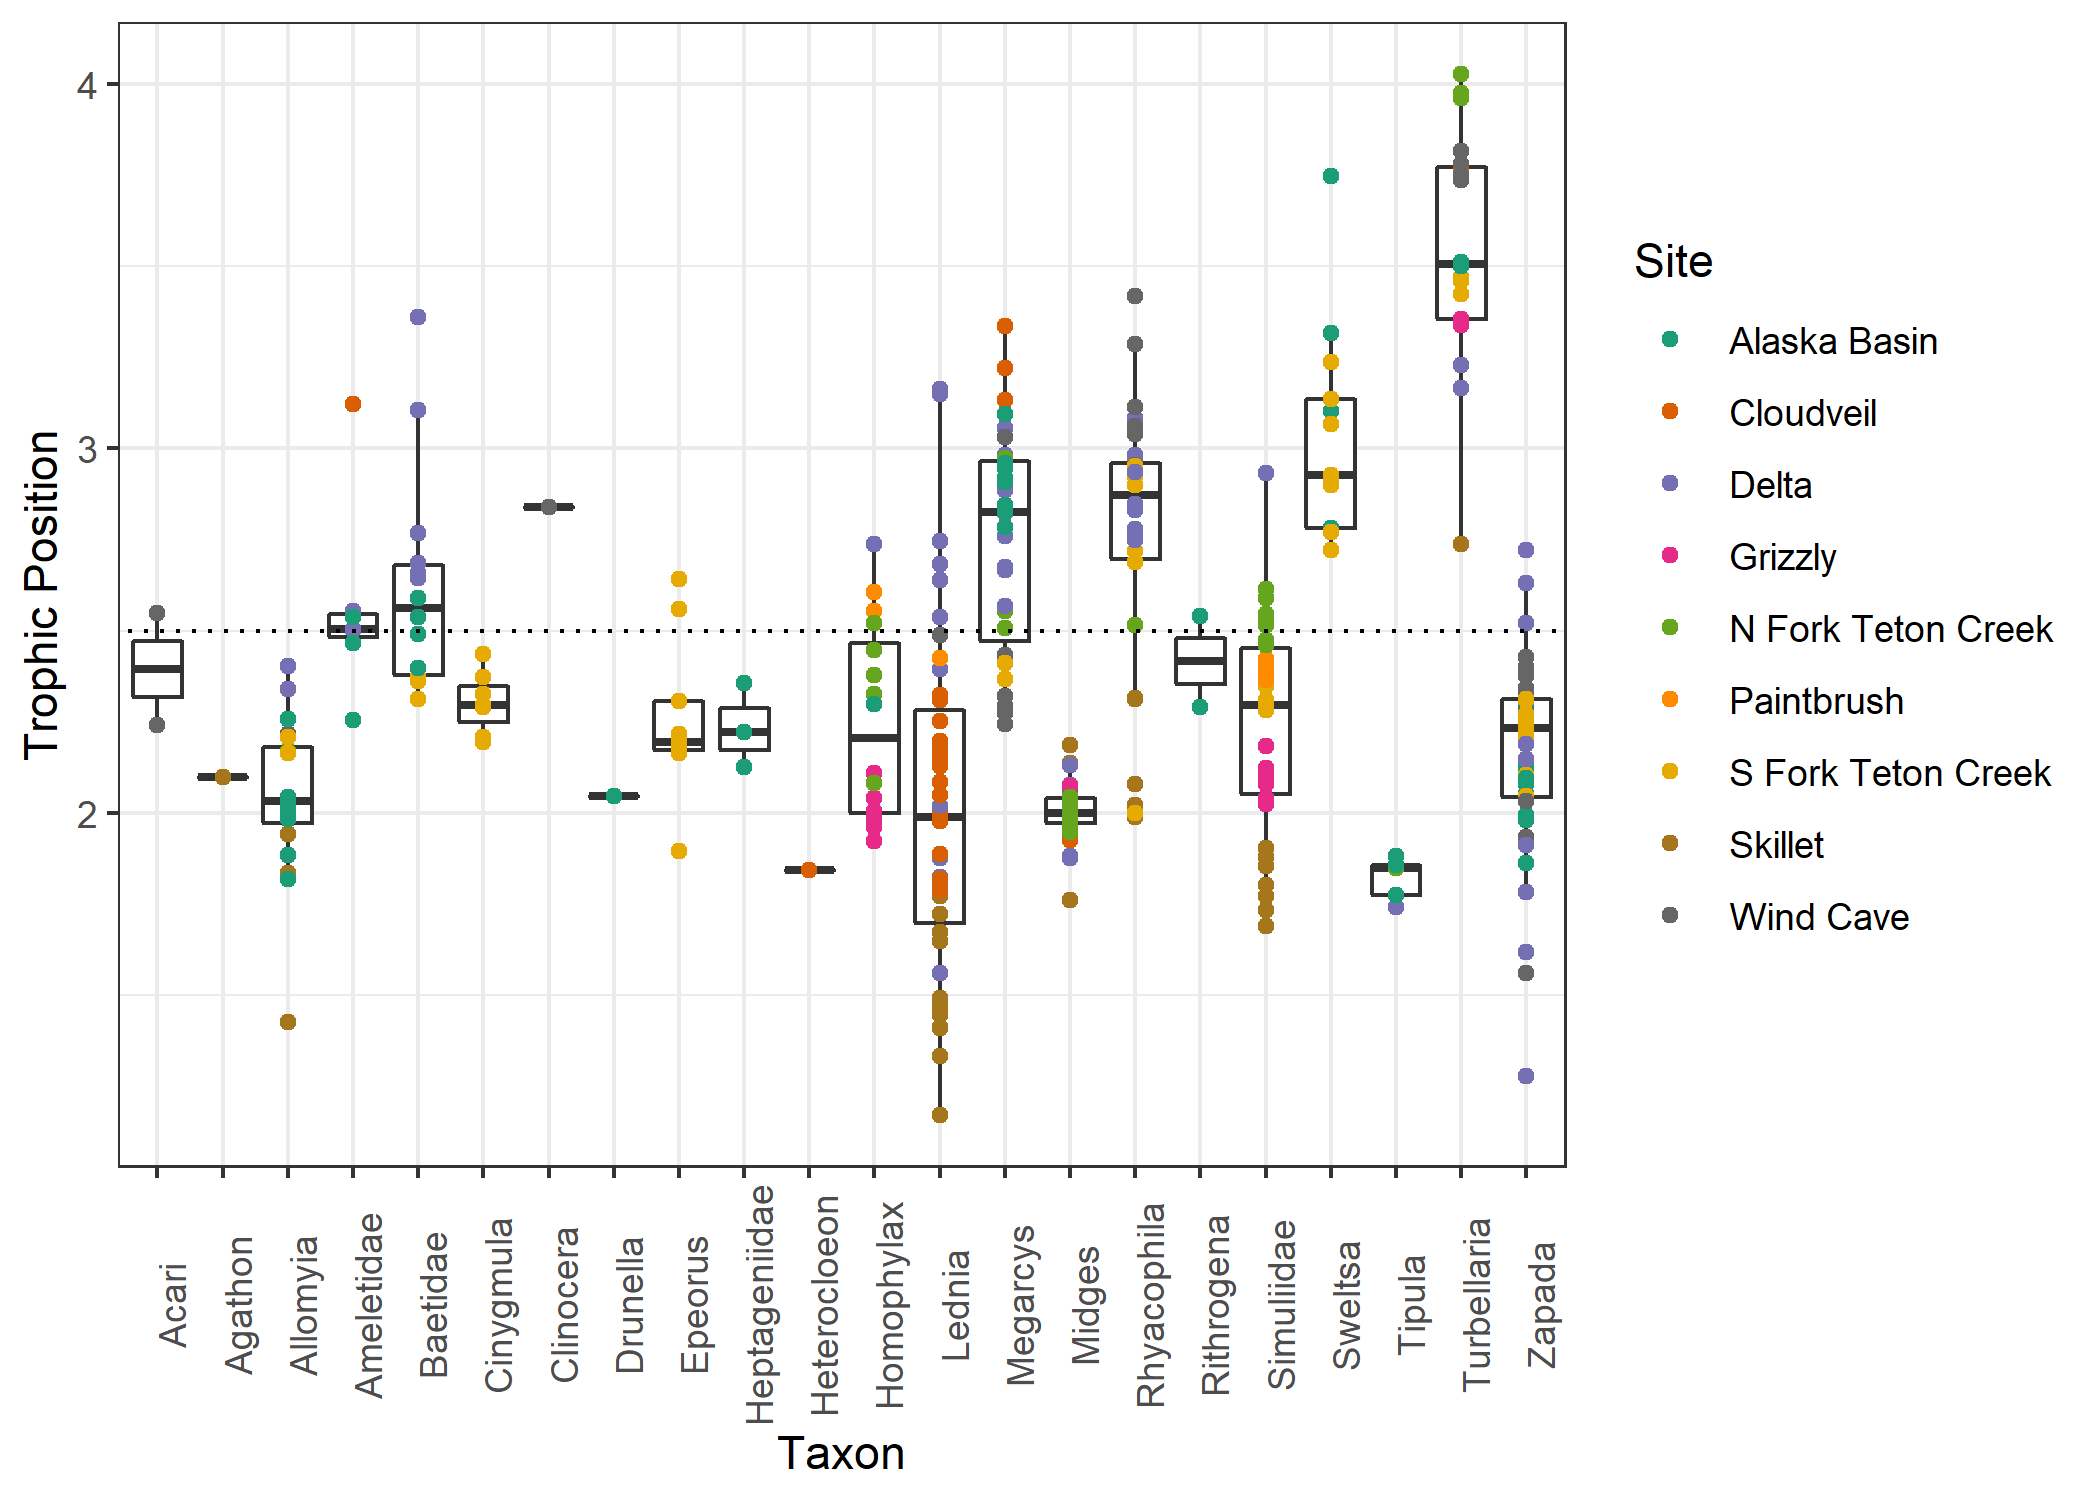 4
3
2
Trophic Position
Acari
Agathon
Allomyia
Ameletidae
Baetidae
Cinygmula
Clinocera
Drunella
Epeorus
Heptageniidae
Heterocloeon
Homophylax
Lednia
Megarcys
Midges
Rhyacophila
Rithrogena
Simuliidae
Sweltsa
Tipula
Turbellaria
Zapada
Taxon
Site
Alaska Basin
Cloudveil
Delta
Grizzly
N Fork Teton Creek
Paintbrush
S Fork Teton Creek
Skillet
Wind Cave